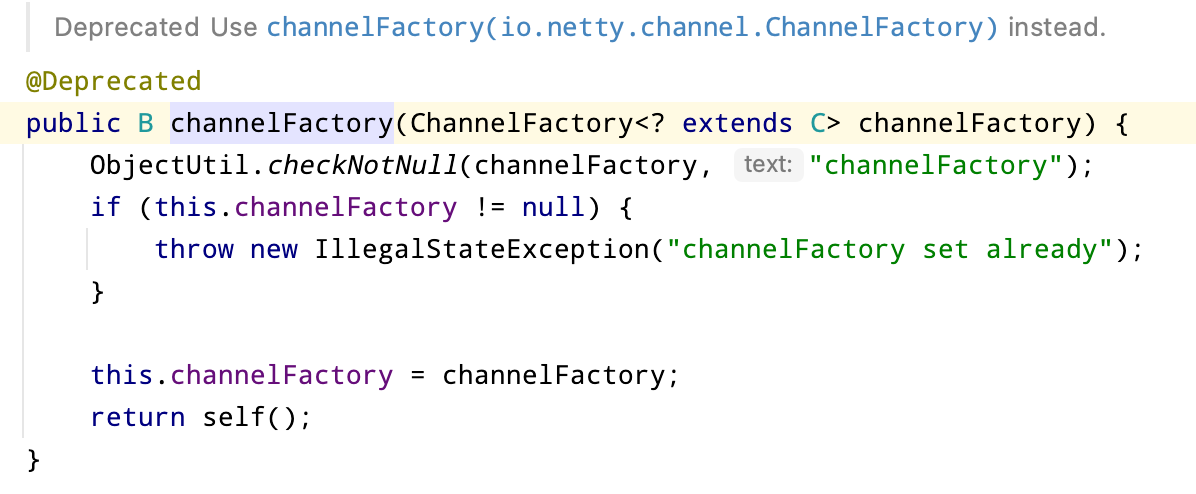 Deprecated Use channelFactory(io.netty.channel.ChannelFactory) instead.
@Deprecated
public B channelFactory(ChannelFactory<? extends C> channelFactory) {
ObjectUtil.checkNotNull(channelFactory, text: "channelFactory");
if (this.channelFactory != null) {
throw new IllegalStateException("channelFactory set already");
}
this.channelFactory = channelFactory;
return self();
}